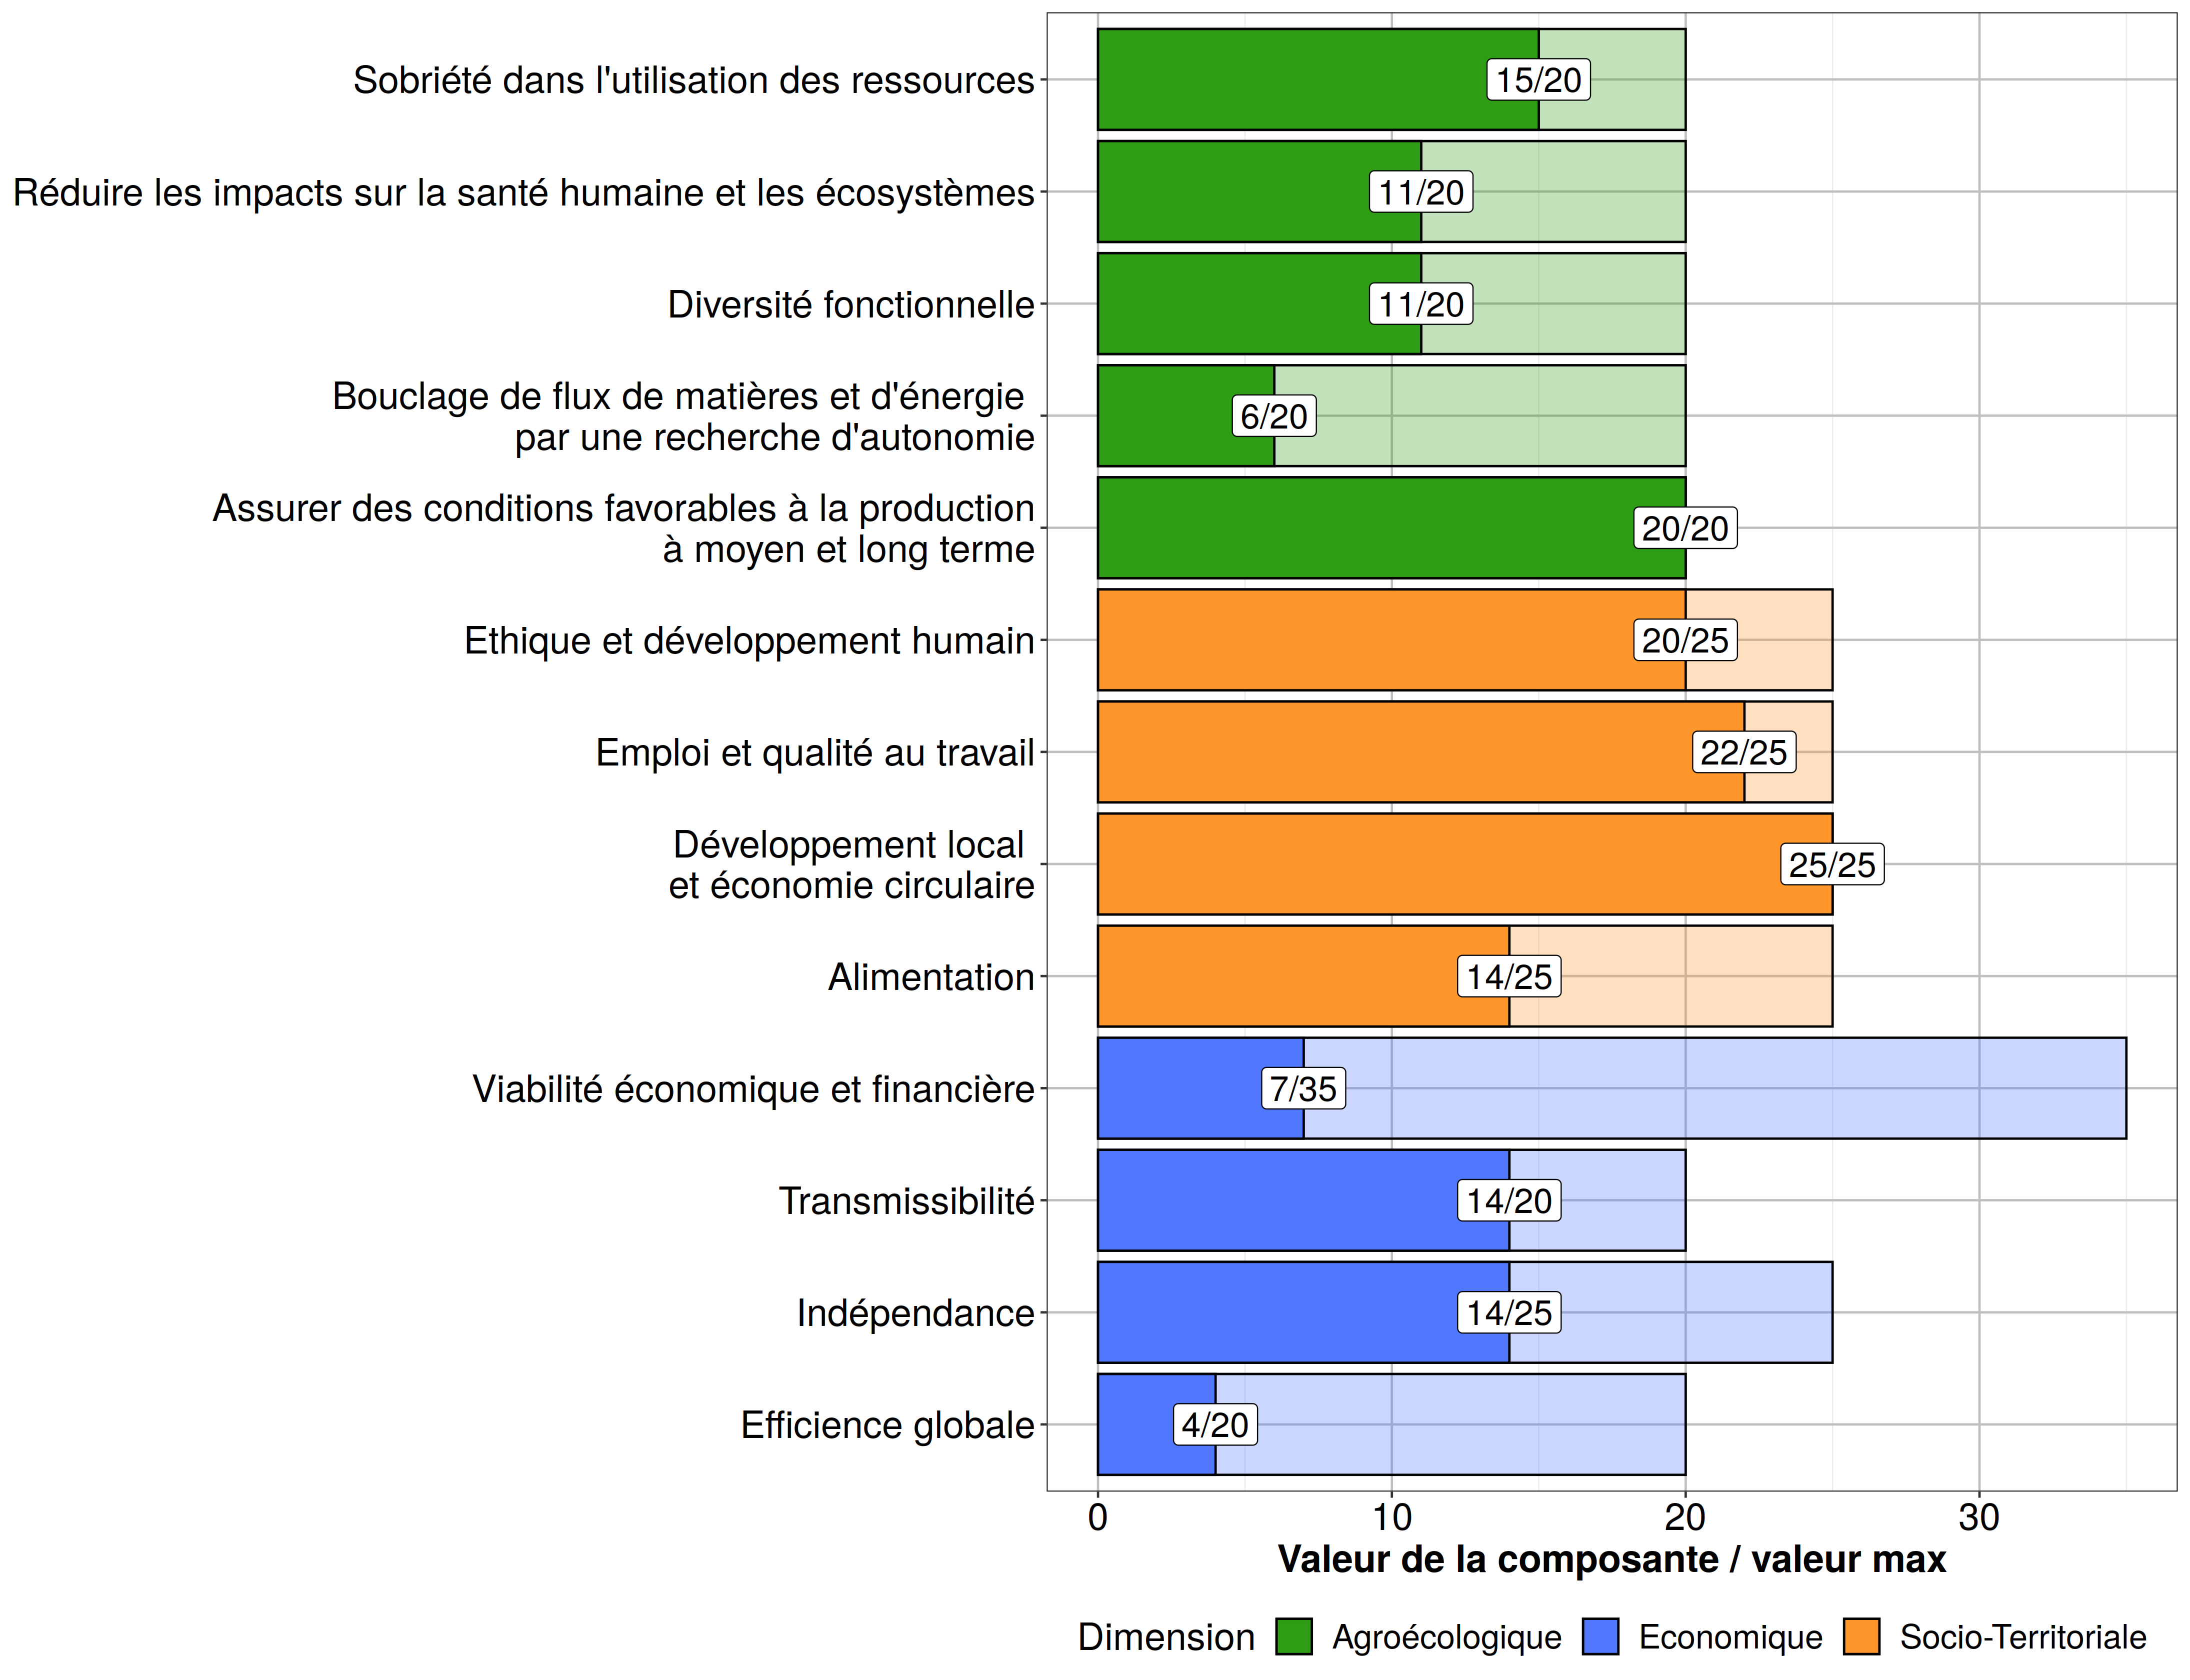 Sobriété dans l'utilisation des ressources
15/20
Réduire les impacts sur la santé humaine et les écosystèmes
11/20
Diversité fonctionnelle
11/20
Bouclage de flux de matières et d'énergie
par une recherche d'autonomie
6/20
Assurer des conditions favorables à la production
à moyen et long terme
20/20
Ethique et développement humain
20/25
Emploi et qualité au travail
22/25
Développement local
et économie circulaire
25/25
Alimentation
14/25
Viabilité économique et financière
7/35
Transmissibilité
14/20
Indépendance
14/25
Efficience globale
4/20
0 10 20 30
Valeur de la composante / valeur max
Dimension Agroécologique Economique Socio-Territoriale